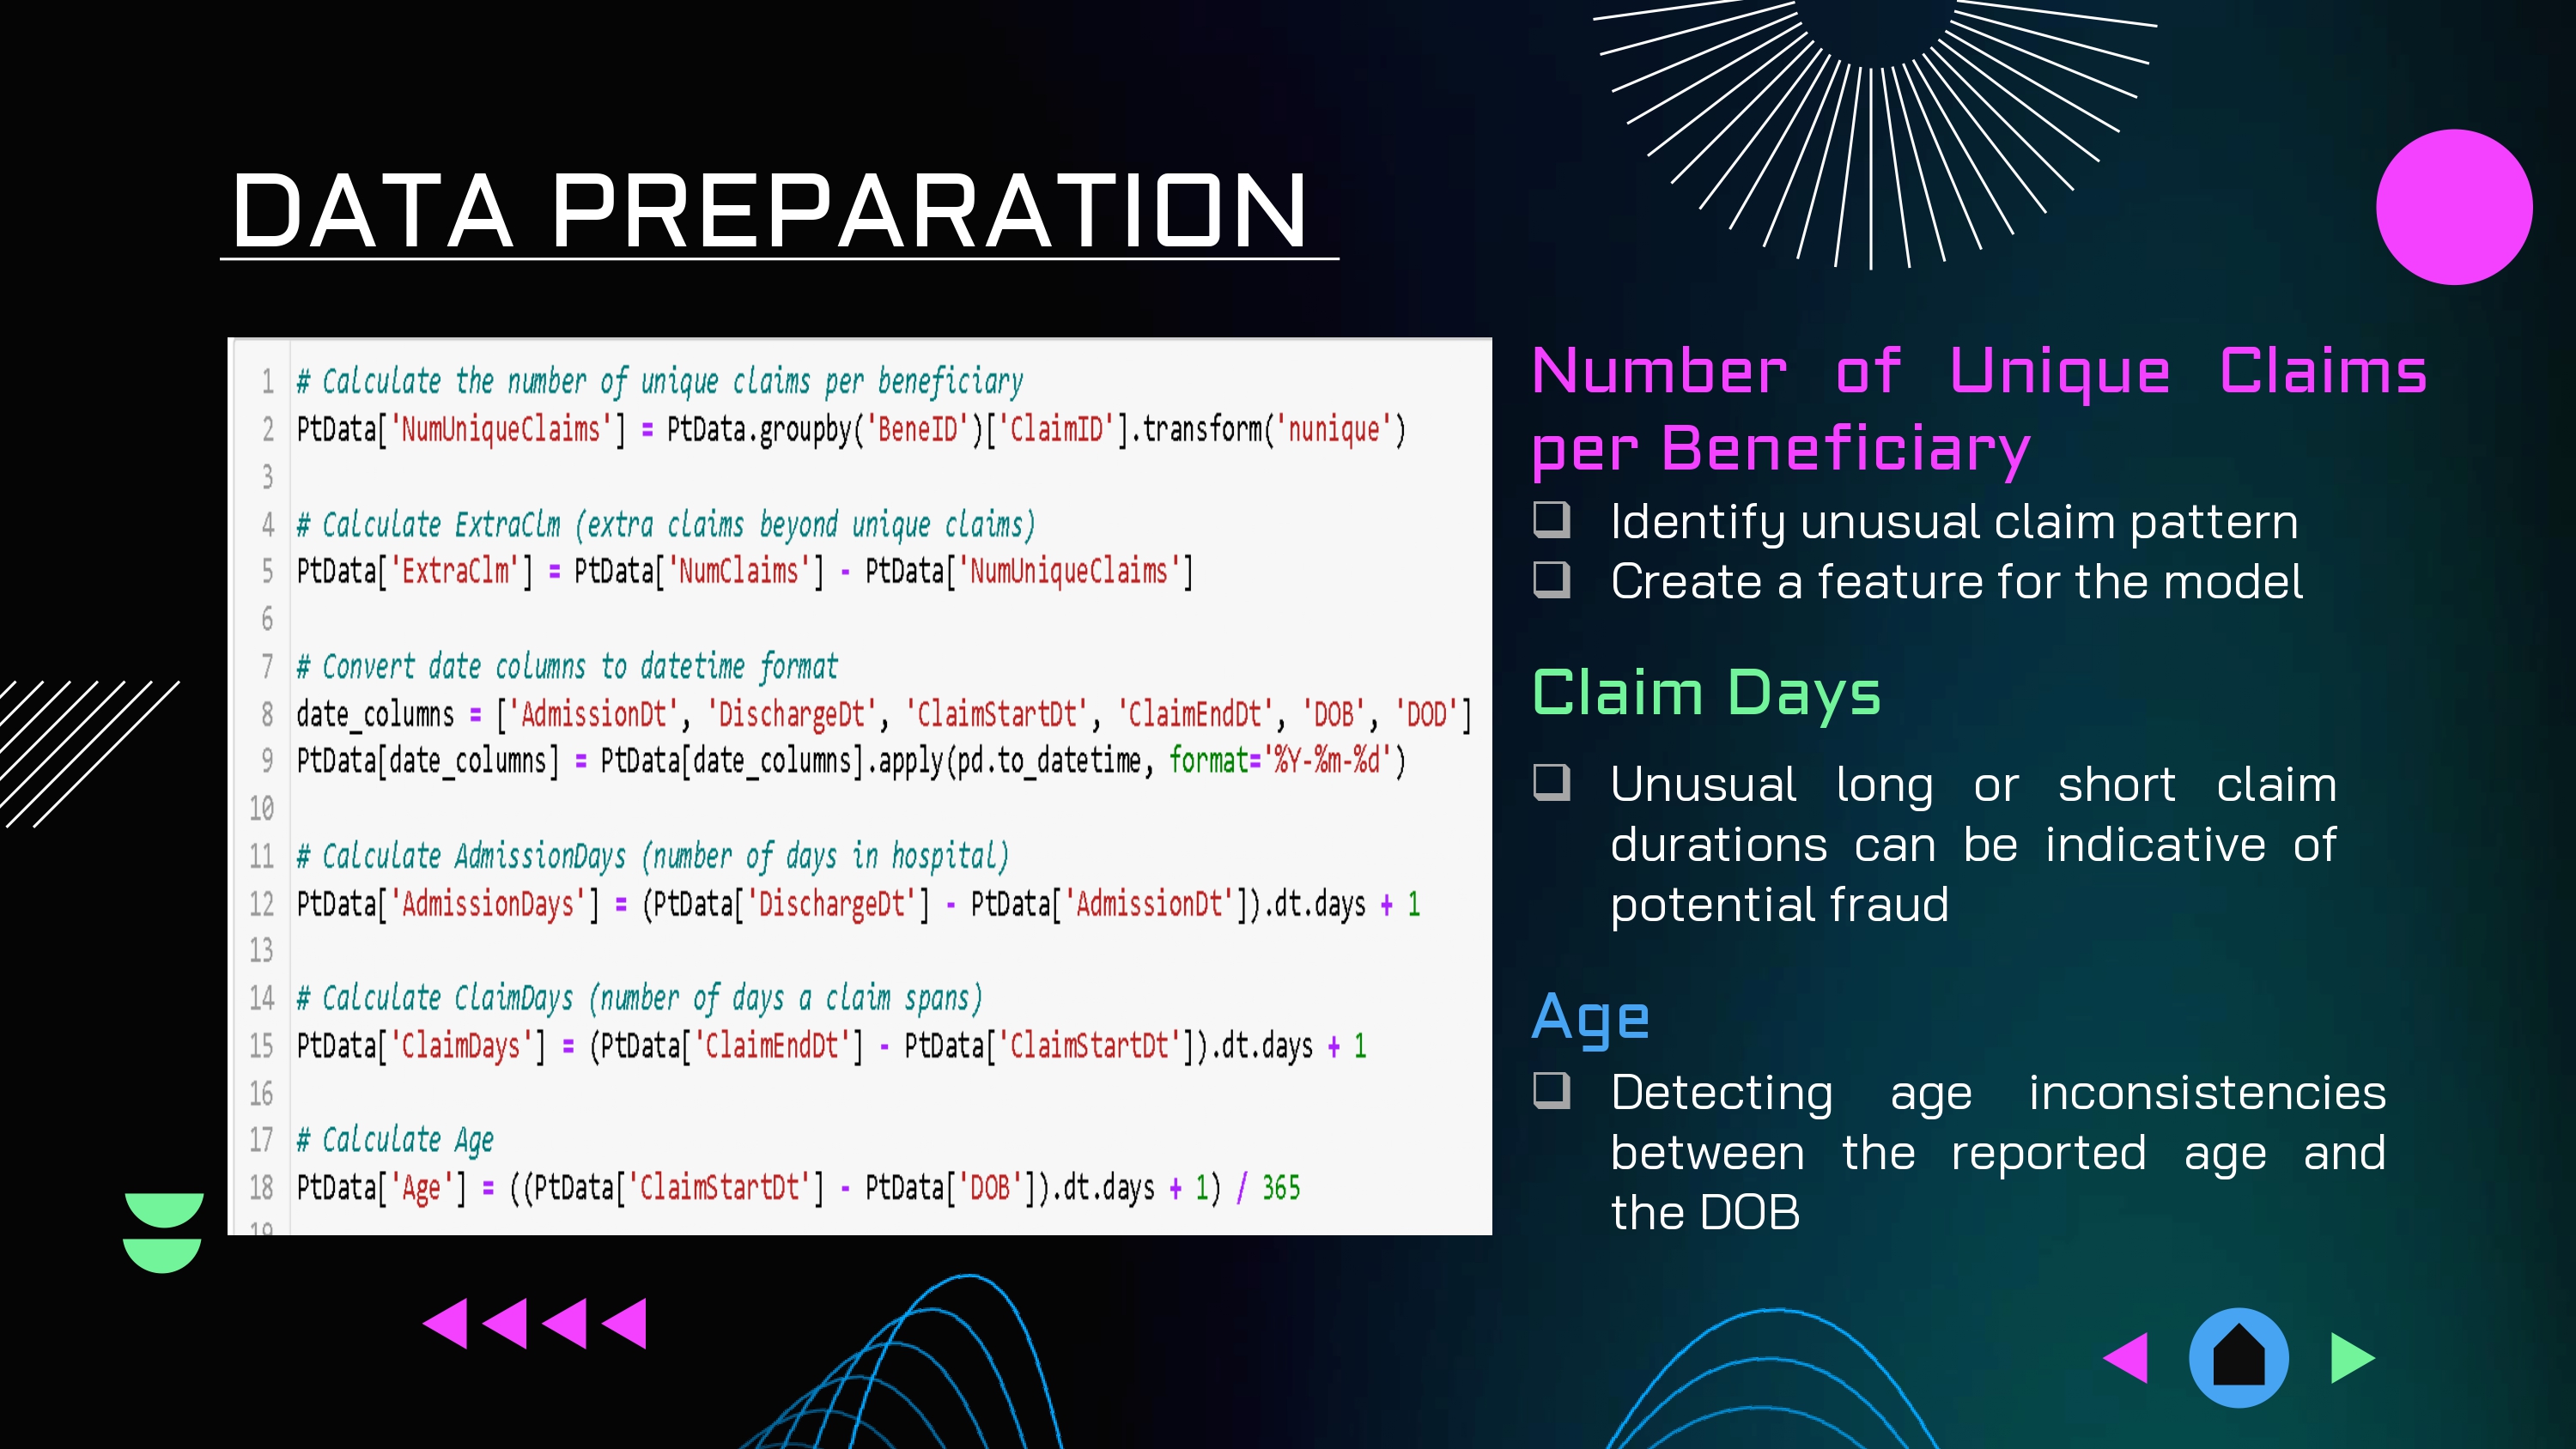 DATA PREPARATION
1 # Calculate the number of unique claims per beneficiary
2 PtData['NumUniqueClaims'] = PtData.groupby('BeneID')['ClaimID'].transform('nunique')
3
4 # Calculate ExtraClm (extra claims beyond unique claims)
5 PtData['ExtraClm'] = PtData['NumClaims'] - PtData['NumUniqueClaims']
6
7 # Convert date columns to datetime format
8 date_columns = ['AdmissionDt', 'DischargeDt', 'ClaimStartDt', 'ClaimEndDt', 'DOB', 'DOD']
9 PtData[date_columns] = PtData[date_columns].apply(pd.to_datetime, format='%Y-%m-%d')
10
11 # Calculate AdmissionDays (number of days in hospital)
12 PtData['AdmissionDays'] = (PtData['DischargeDt'] - PtData['AdmissionDt']).dt.days + 1
13
14 # Calculate ClaimDays (number of days a claim spans)
15 PtData['ClaimDays'] = (PtData['ClaimEndDt'] - PtData['ClaimStartDt']).dt.days + 1
16
17 # Calculate Age
18 PtData['Age'] = ((PtData['ClaimStartDt'] - PtData['DOB']).dt.days + 1) / 365
19
Number of Unique Claims
per Beneficiary
❑ Identify unusual claim pattern
❑ Create a feature for the model
Claim Days
❑ Unusual long or short claim
durations can be indicative of
potential fraud
Age
❑ Detecting age inconsistencies
between the reported age and
the DOB